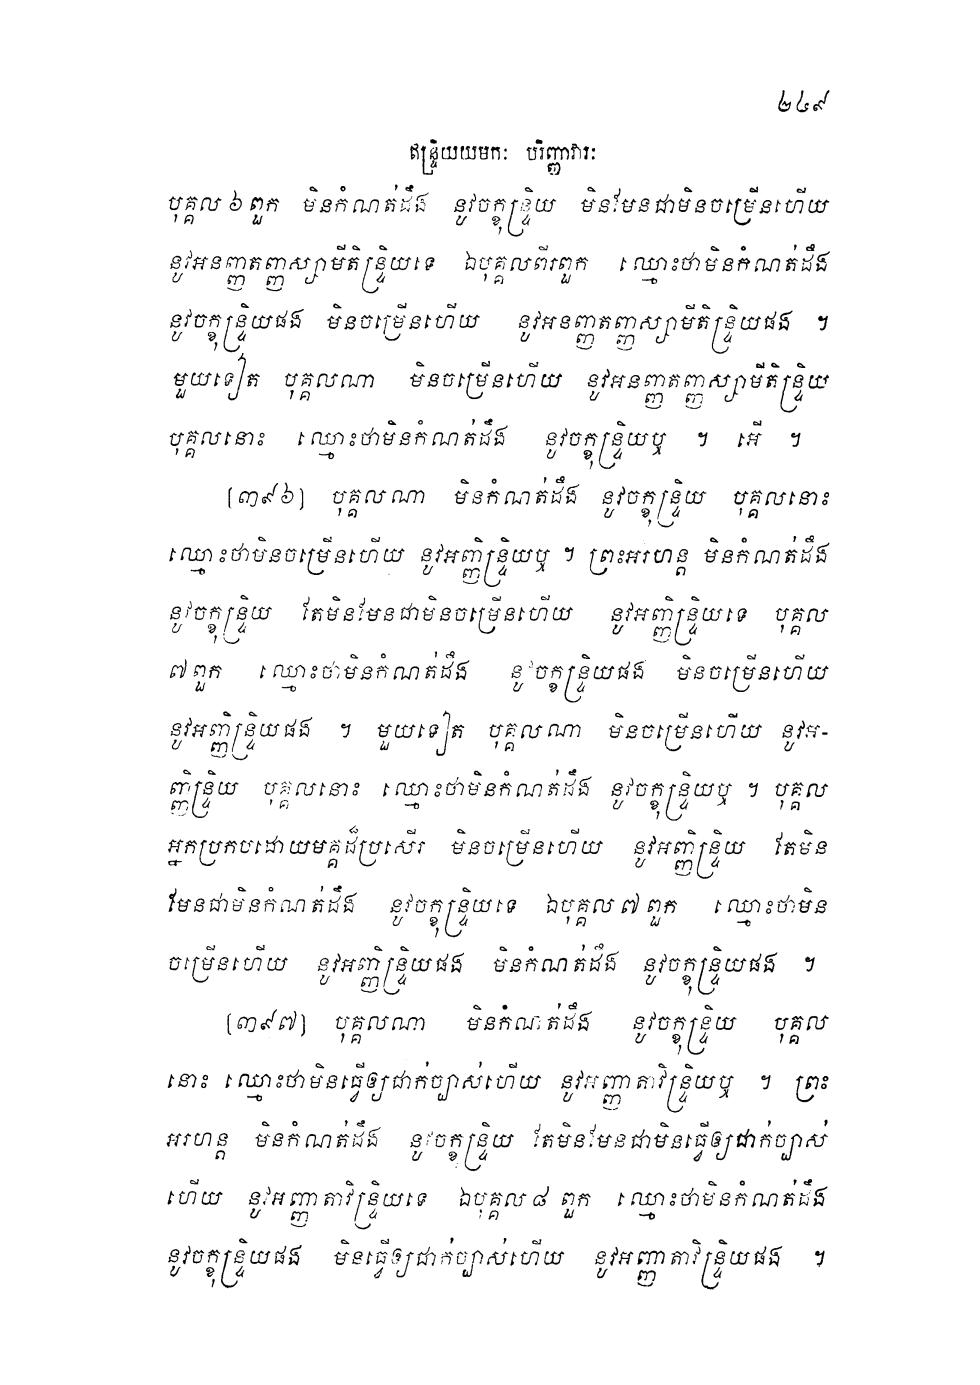 ២៤៩
ឥន្ទ្រិយយមកៈ បរិញ្ញាវារៈ
បុគ្គល ៦ ពួក មិនកំណត់ដឹង នូវចក្ខុន្ទ្រិយ មិនមែនជាមិនចម្រើនហើយ
នូវអនញ្ញាតញ្ញាស្សាមីតិន្ទ្រិយទេ ឯបុគ្គលពីរពួក ឈ្មោះថាមិនកំណត់ដឹង
នូវចក្ខុន្ទ្រិយផង មិនចម្រើនហើយ នូវអនញ្ញាតញ្ញាស្សាមីតិន្ទ្រិយផង ។
មួយទៀត បុគ្គលណា មិនចម្រើនហើយ នូវអនញ្ញាតញ្ញាស្សាមីតិន្ទ្រិយ
បុគ្គលនោះ ឈ្មោះថាមិនកំណត់ដឹង នូវចក្ខុន្ទ្រិយឬ ។ អើ ។
(៣៩៦) បុគ្គលណា មិនកំណត់ដឹង នូវចក្ខុន្ទ្រិយ បុគ្គលនោះ
ឈ្មោះថាមិនចម្រើនហើយ នូវអញ្ញិន្ទ្រិយឬ ។ ព្រះអរហន្ត មិនកំណត់ដឹង
នូវចក្ខុន្ទ្រិយ តែមិនមែនជាមិនចម្រើនហើយ នូវអញ្ញិន្ទ្រិយទេ បុគ្គល
៧ ពួក ឈ្មោះថាមិនកំណត់ដឹង នូវចក្ខុន្ទ្រិយផង មិនចម្រើនហើយ
នូវអញ្ញិន្ទ្រិយផង ។ មួយទៀត បុគ្គលណា មិនចម្រើនហើយ នូវអ-
ញ្ញិន្ទ្រិយ បុគ្គលនោះ ឈ្មោះថាមិនកំណត់ដឹង នូវចក្ខុន្ទ្រិយឬ ។ បុគ្គល
អ្នកប្រកបដោយមគ្គដ៏ប្រសើរ មិនចម្រើនហើយ នូវអញ្ញិន្ទ្រិយ តែមិន
មែនជាមិនកំណត់ដឹង នូវចក្ខុន្ទ្រិយទេ ឯបុគ្គល ៧ ពួក ឈ្មោះថាមិន
ចម្រើនហើយ នូវអញ្ញិន្ទ្រិយផង មិនកំណត់ដឹង នូវចក្ខុន្ទ្រិយផង ។
(៣៩៧) បុគ្គលណា មិនកំណត់ដឹង នូវចក្ខុន្ទ្រិយ បុគ្គល
នោះ ឈ្មោះថាមិនធ្វើឲ្យជាក់ច្បាស់ហើយ នូវអញ្ញាតាវិន្ទ្រិយឬ ។ ព្រះ
អរហន្ត មិនកំណត់ដឹង នូវចក្ខុន្ទ្រិយ តែមិនមែនជាមិនធ្វើឲ្យជាក់ច្បាស់
ហើយ នូវអញ្ញាតាវិន្ទ្រិយទេ ឯបុគ្គល ៨ ពួក ឈ្មោះថាមិនកំណត់ដឹង
នូវចក្ខុន្ទ្រិយផង មិនធ្វើឲ្យជាក់ច្បាស់ហើយ នូវអញ្ញាតាវិន្ទ្រិយផង ។